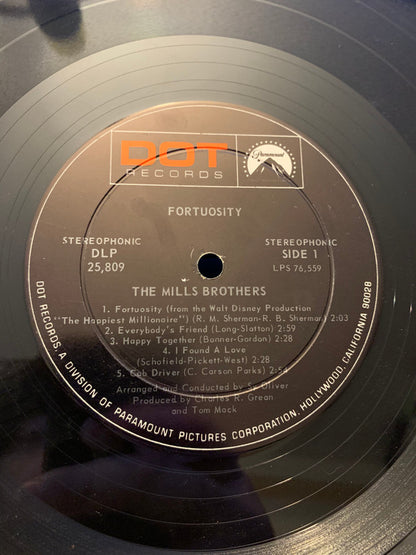 DOT
RECORDS
Paramount
FORTUOSITY
STEREOPHONIC
DLP
25,809
STEREOPHONIC
SIDE 1
LPS 76,559
THE MILLS BROTHERS
1. Fortuosity (from the Walt Disney Production
"The Happiest Millionaire") (R. M. Sherman-R. B. Sherman) 2:03
2. Everybody's Friend (Long-Slatton) 2:59
3. Happy Together (Bonner-Gordon) 2:28
4. I Found A Love
(Schofield-Pickett-West) 2:28
5. Cab Driver (C. Carson Parks) 2:54
Arranged and Conducted by Sy Oliver
Produced by Charles R. Grean
and Tom Mack
DOT RECORDS, A DIVISION OF PARAMOUNT PICTURES CORPORATION, HOLLYWOOD, CALIFORNIA 90028